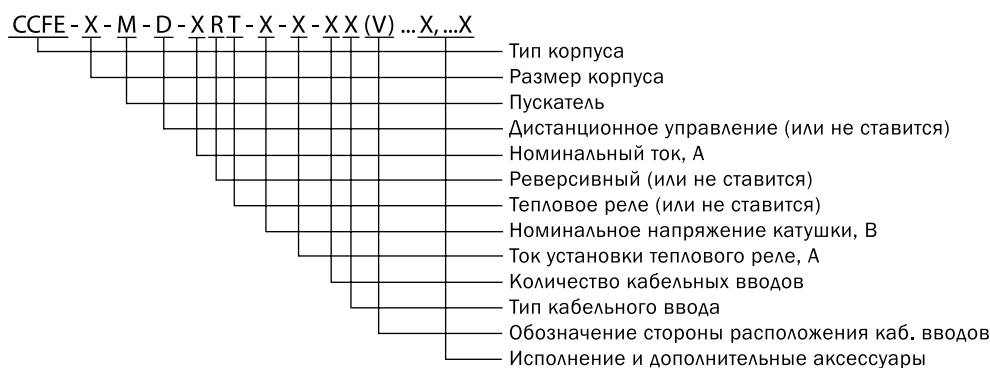 CCFE - X - M - D - X R T - X - X - X X (V) ... X, ...X
Тип корпуса
Размер корпуса
Пускатель
Дистанционное управление (или не ставится)
Номинальный ток, А
Реверсивный (или не ставится)
Тепловое реле (или не ставится)
Номинальное напряжение катушки, В
Ток установки теплового реле, А
Количество кабельных вводов
Тип кабельного ввода
Обозначение стороны расположения каб. вводов
Исполнение и дополнительные аксессуары